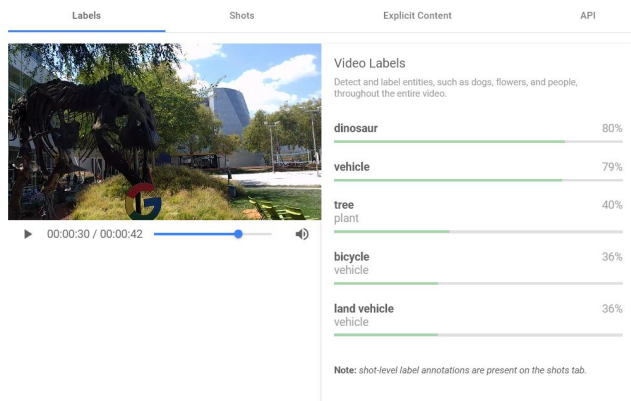 Labels Shots Explicit Content API
Video Labels
Detect and label entities, such as dogs, flowers, and people,
throughout the entire video.
dinosaur 80%
vehicle 79%
tree 40%
plant
bicycle 36%
vehicle
land vehicle 36%
vehicle
00:00:30 / 00:00:42
Note: shot-level label annotations are present on the shots tab.